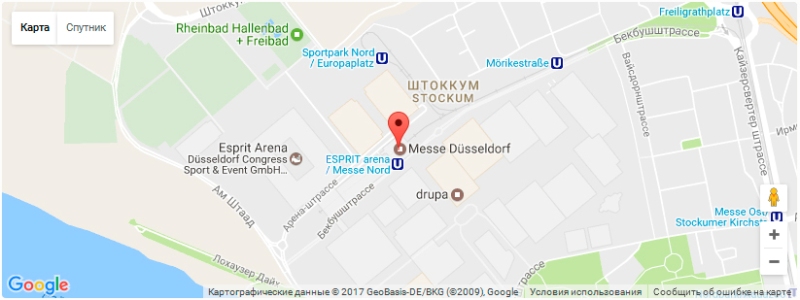 Карта
Спутник
ШТОККУМ
Rheinbad Hallenbad
+ Freibad
Freiligrathplatz
Бекбушштрассе
Sportpark Nord
/ Europaplatz
Mörikestraße
ШТОККУМ
STOCKUM
Вайсдорнштрассе
Кайзерсвертер штрассе
Esprit Arena
Düsseldorf Congress
Sport & Event GmbH...
ESPRIT arena
/ Messe Nord
Messe Düsseldorf
drupa
Ам Штаад
Арена-штрассе
Бекбушштрассе
Messe Ost/
Stockumer Kirchstr
Лохаузер Дайх
Google
Картографические данные © 2017 GeoBasis-DE/BKG (©2009), Google
Условия использования
Сообщить об ошибке на карте